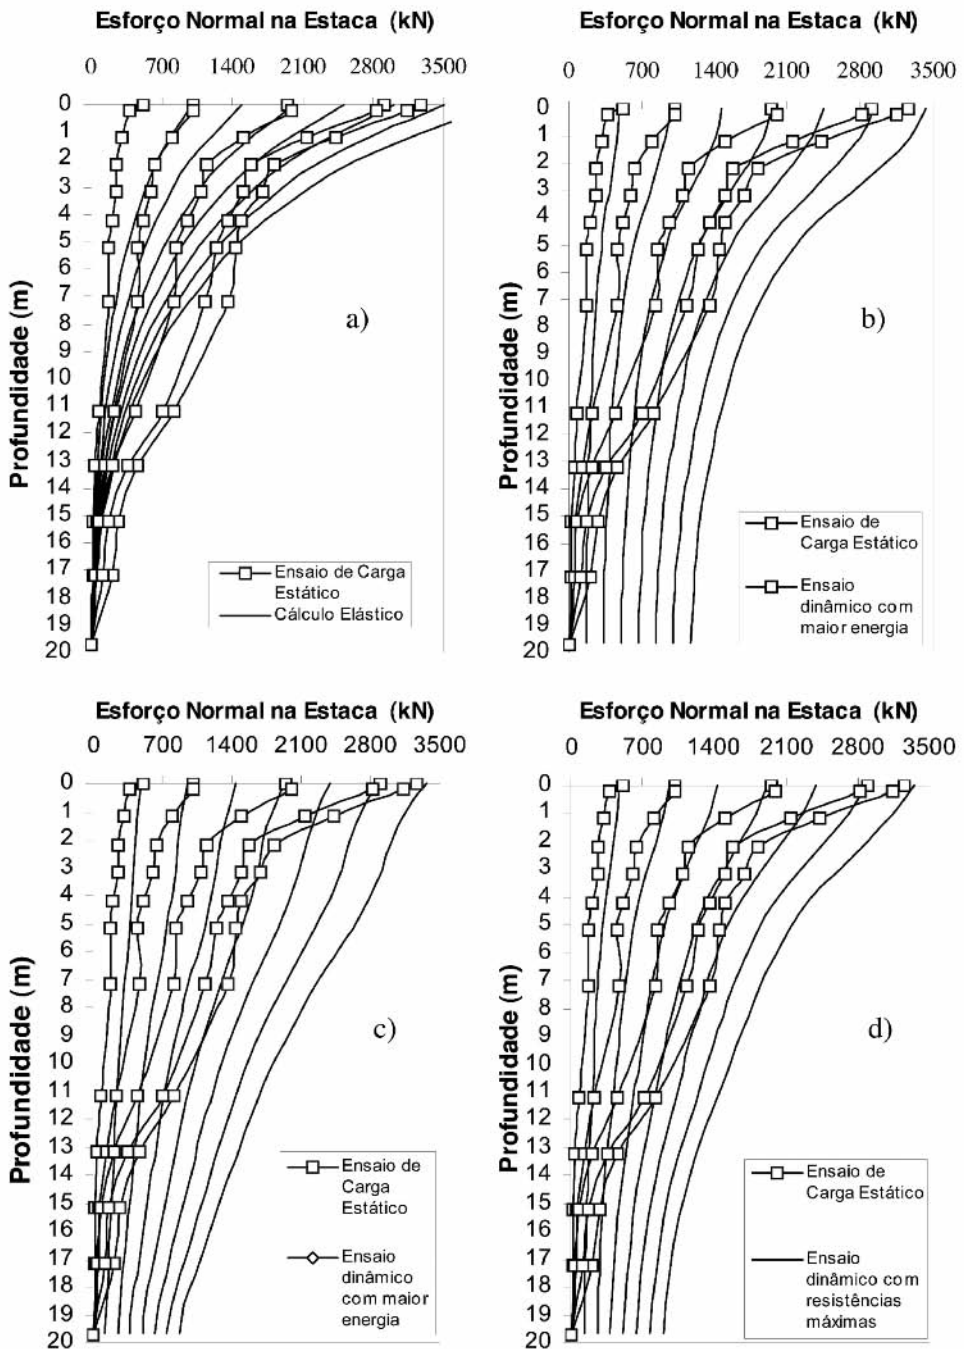 Esforço Normal na Estaca (kN)
0 700 1400 2100 2800 3500
Profundidade (m)
0
1
2
3
4
5
6
7
8
9
10
11
12
13
14
15
16
17
18
19
20
a)
Ensaio de Carga
Estático
Cálculo Elástico
Esforço Normal na Estaca (kN)
0 700 1400 2100 2800 3500
Profundidade (m)
0
1
2
3
4
5
6
7
8
9
10
11
12
13
14
15
16
17
18
19
20
b)
Ensaio de
Carga Estático
Ensaio
dinâmico com
maior energia
Esforço Normal na Estaca (kN)
0 700 1400 2100 2800 3500
Profundidade (m)
0
1
2
3
4
5
6
7
8
9
10
11
12
13
14
15
16
17
18
19
20
c)
Ensaio de
Carga
Estático
Ensaio
dinâmico
com maior
energia
Esforço Normal na Estaca (kN)
0 700 1400 2100 2800 3500
Profundidade (m)
0
1
2
3
4
5
6
7
8
9
10
11
12
13
14
15
16
17
18
19
20
d)
Ensaio de
Carga Estático
Ensaio
dinâmico com
resistências
máximas